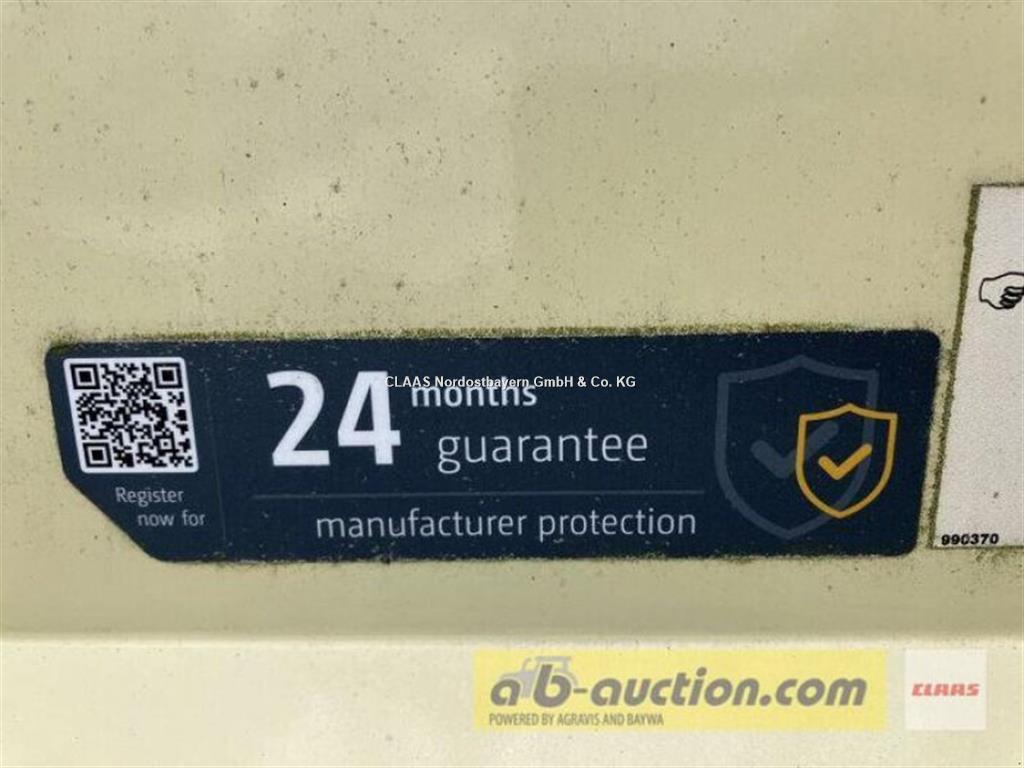 CLAAS Nordostbayern GmbH & Co. KG
24 months
guarantee
manufacturer protection
Register
now for
990370
ab-auction.com
POWERED BY AGRAVIS AND BAYWA
CLAAS